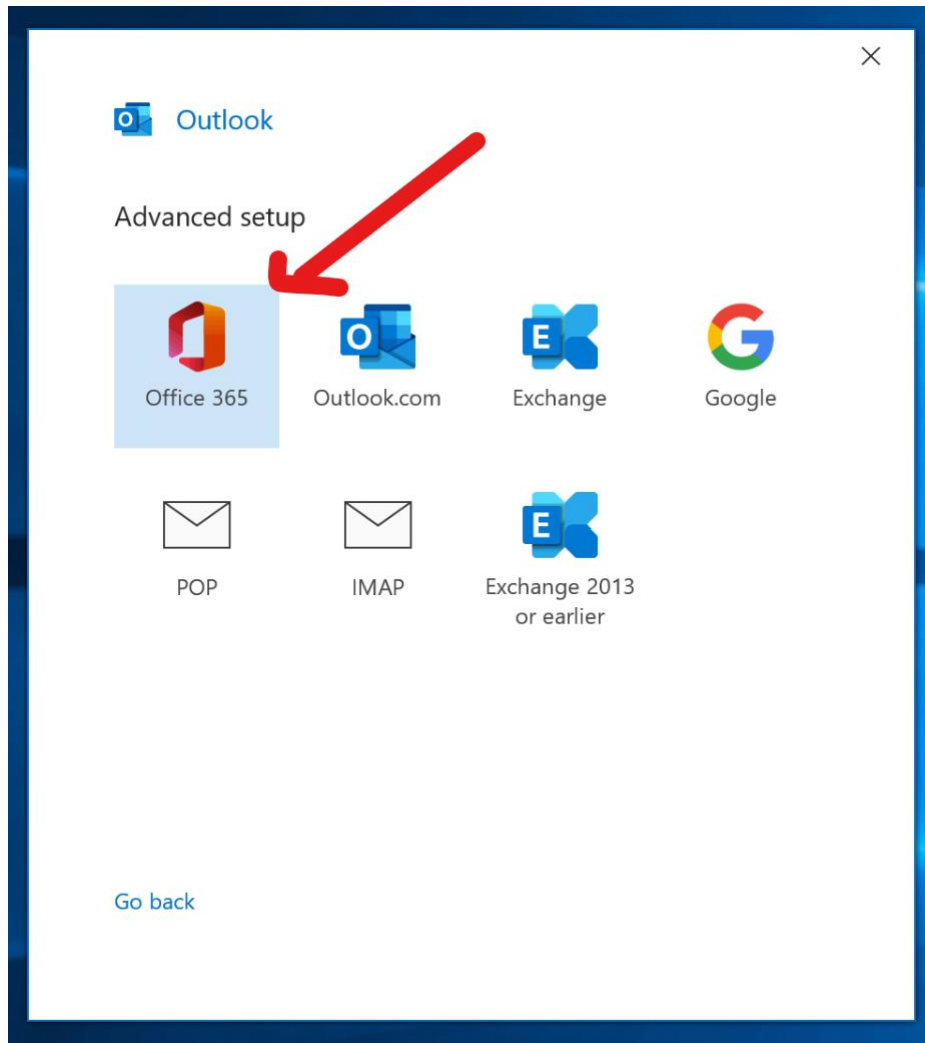 Outlook
Advanced setup
Office 365
Outlook.com
Exchange
Google
POP
IMAP
Exchange 2013
or earlier
Go back